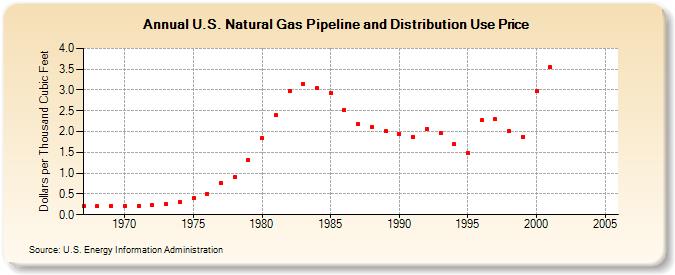 Annual U.S. Natural Gas Pipeline and Distribution Use Price
Dollars per Thousand Cubic Feet
4.0
3.5
3.0
2.5
2.0
1.5
1.0
0.5
0.0
1970 1975 1980 1985 1990 1995 2000 2005
Source: U.S. Energy Information Administration